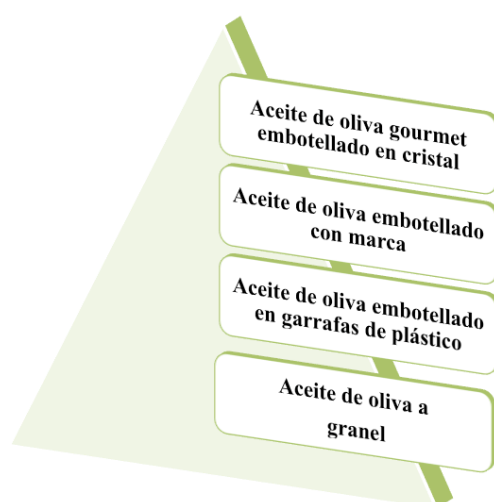 Aceite de oliva gourmet
embotellado en cristal
Aceite de oliva embotellado
con marca
Aceite de oliva embotellado
en garrafas de plástico
Aceite de oliva a
granel